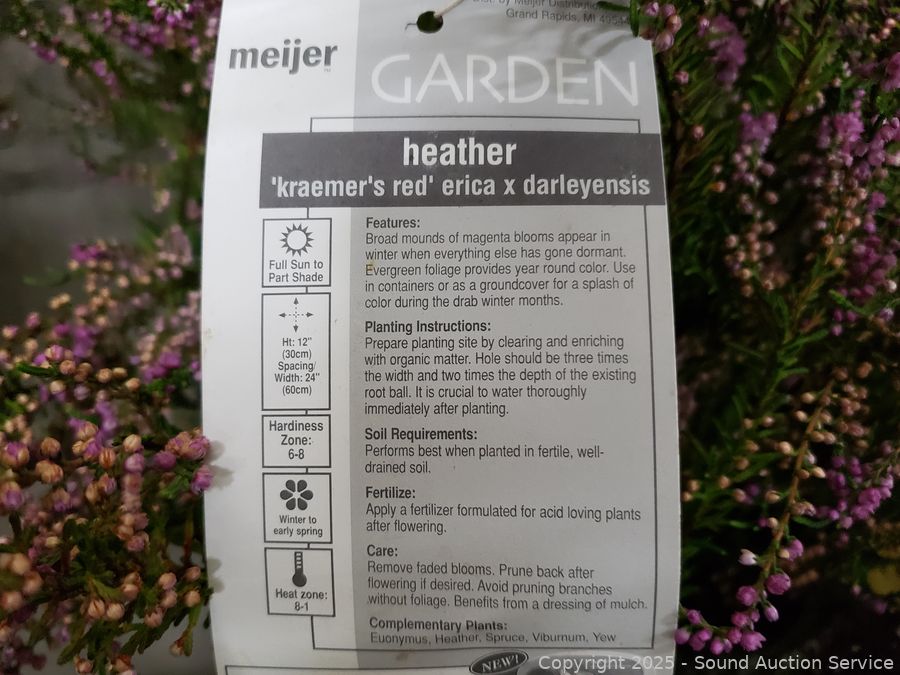 Dist. by Meijer Distribution
Grand Rapids, MI 49544
meijer
GARDEN
heather
'kraemer's red' erica x darleyensis
Full Sun to
Part Shade
Ht: 12"
(30cm)
Spacing/
Width: 24"
(60cm)
Hardiness
Zone:
6-8
Winter to
early spring
Heat zone:
8-1
Features:
Broad mounds of magenta blooms appear in
winter when everything else has gone dormant.
Evergreen foliage provides year round color. Use
in containers or as a groundcover for a splash of
color during the drab winter months.
Planting Instructions:
Prepare planting site by clearing and enriching
with organic matter. Hole should be three times
the width and two times the depth of the existing
root ball. It is crucial to water thoroughly
immediately after planting.
Soil Requirements:
Performs best when planted in fertile, well-
drained soil.
Fertilize:
Apply a fertilizer formulated for acid loving plants
after flowering.
Care:
Remove faded blooms. Prune back after
flowering if desired. Avoid pruning branches
without foliage. Benefits from a dressing of mulch.
Complementary Plants:
Euonymus, Heather, Spruce, Viburnum, Yew
NEW!
Copyright 2025 - Sound Auction Service